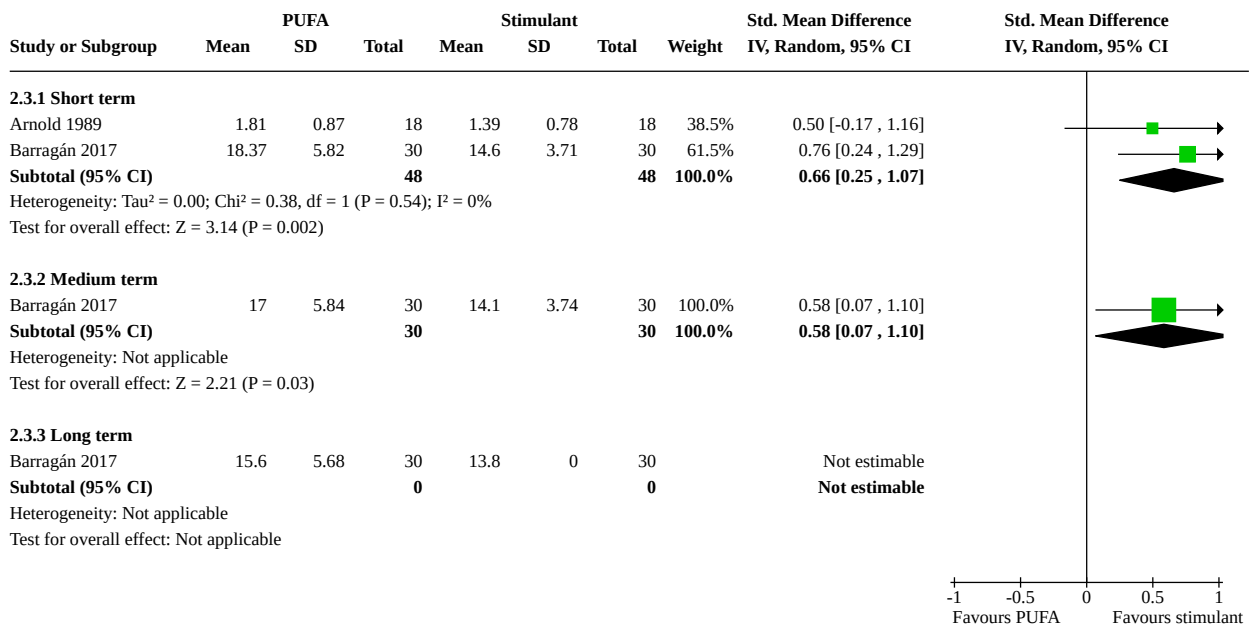 PUFA Stimulant Std. Mean Difference Std. Mean Difference
Study or Subgroup Mean SD Total Mean SD Total Weight IV, Random, 95% CI IV, Random, 95% CI
2.3.1 Short term
Arnold 1989 1.81 0.87 18 1.39 0.78 18 38.5% 0.50 [-0.17 , 1.16]
Barragán 2017 18.37 5.82 30 14.6 3.71 30 61.5% 0.76 [0.24 , 1.29]
Subtotal (95% CI) 48 48 100.0% 0.66 [0.25 , 1.07]
Heterogeneity: Tau² = 0.00; Chi² = 0.38, df = 1 (P = 0.54); I² = 0%
Test for overall effect: Z = 3.14 (P = 0.002)
2.3.2 Medium term
Barragán 2017 17 5.84 30 14.1 3.74 30 100.0% 0.58 [0.07 , 1.10]
Subtotal (95% CI) 30 30 100.0% 0.58 [0.07 , 1.10]
Heterogeneity: Not applicable
Test for overall effect: Z = 2.21 (P = 0.03)
2.3.3 Long term
Barragán 2017 15.6 5.68 30 13.8 0 30 Not estimable
Subtotal (95% CI) 0 0 Not estimable
Heterogeneity: Not applicable
Test for overall effect: Not applicable
-1 -0.5 0 0.5 1
Favours PUFA Favours stimulant